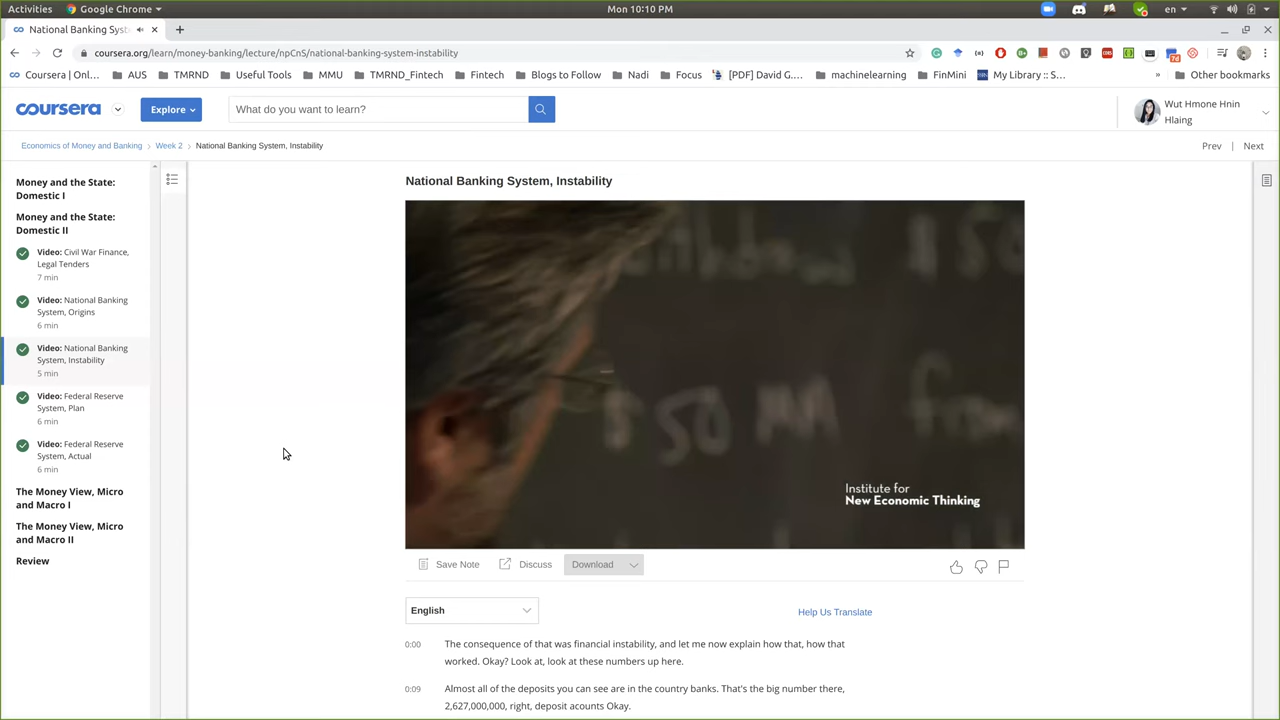 Activities
Google Chrome
Mon 10:10 PM
en
National Banking Syst
coursera.org/learn/money-banking/lecture/npCnS/national-banking-system-instability
Coursera | Onl…
AUS
TMRND
Useful Tools
MMU
TMRND_Fintech
Fintech
Blogs to Follow
Nadi
Focus
[PDF] David G.…
machinelearning
FinMini
My Library :: S…
»
Other bookmarks
coursera
Explore
What do you want to learn?
Wut Hmone Hnin
Hlaing
Economics of Money and Banking
Week 2
National Banking System, Instability
Prev
Next
Money and the State:
Domestic I
Money and the State:
Domestic II
Video: Civil War Finance,
Legal Tenders
7 min
Video: National Banking
System, Origins
6 min
Video: National Banking
System, Instability
5 min
Video: Federal Reserve
System, Plan
6 min
Video: Federal Reserve
System, Actual
6 min
The Money View, Micro
and Macro I
The Money View, Micro
and Macro II
Review
National Banking System, Instability
Institute for
New Economic Thinking
Save Note
Discuss
Download
English
Help Us Translate
0:00
The consequence of that was financial instability, and let me now explain how that, how that
worked. Okay? Look at, look at these numbers up here.
0:09
Almost all of the deposits you can see are in the country banks. That's the big number there,
2,627,000,000, right, deposit acounts Okay.